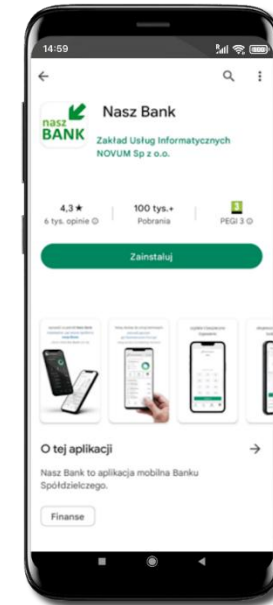 14:59
nasz
BANK
Nasz Bank
Zakład Usług Informatycznych
NOVUM Sp z o.o.
4,3★
6 tys. opinie
100 tys.+
Pobrania
3
PEGI 3
Zainstaluj
O tej aplikacji
Nasz Bank to aplikacja mobilna Banku
Spółdzielczego.
Finanse